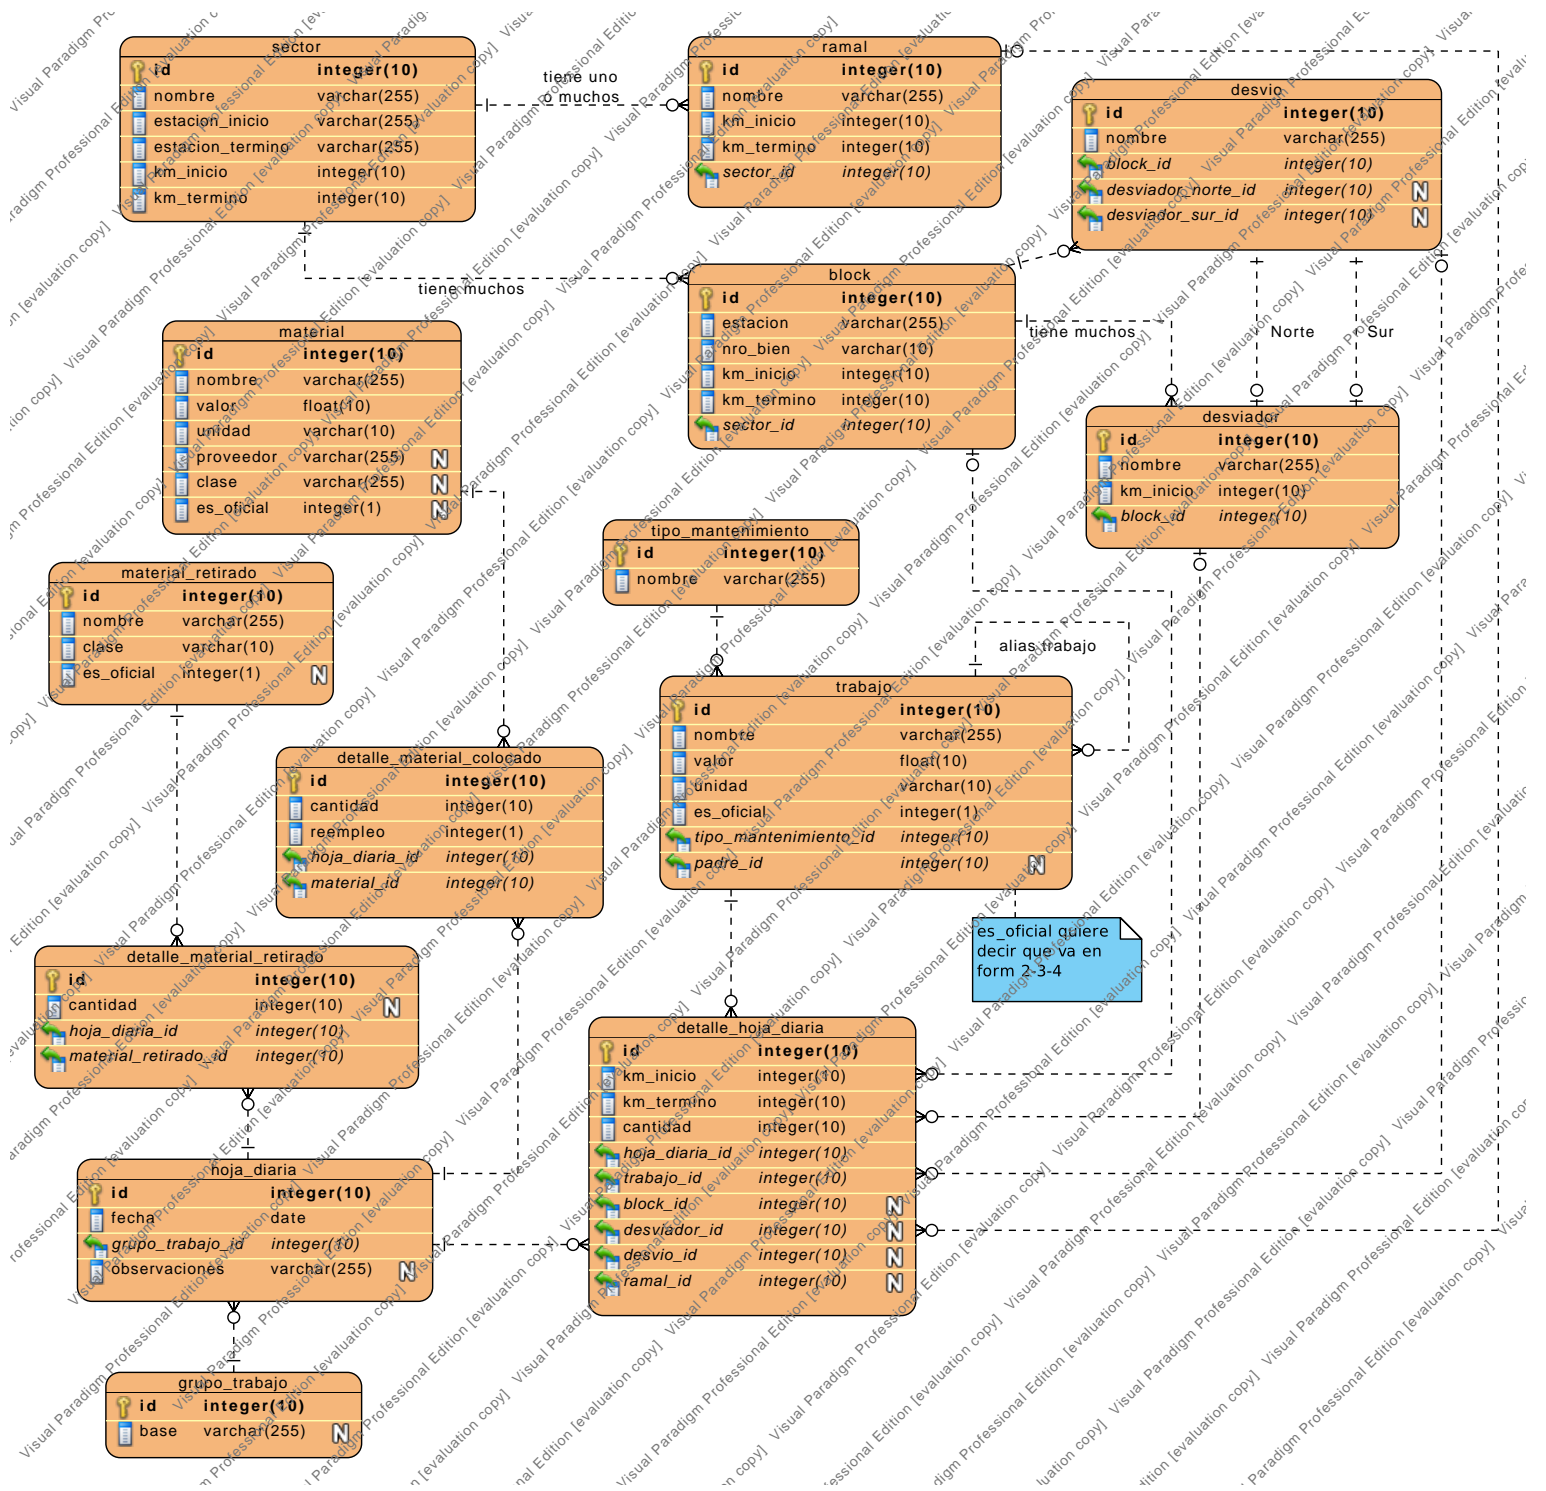 sector
id integer(10)
nombre varchar(255)
estacion_inicio varchar(255)
estacion_termino varchar(255)
km_inicio integer(10)
km_termino integer(10)
tiene uno
o muchos
ramal
id integer(10)
nombre varchar(255)
km_inicio integer(10)
km_termino integer(10)
sector_id integer(10)
desvio
id integer(10)
nombre varchar(255)
block_id integer(10)
desviador_norte_id integer(10) N
desviador_sur_id integer(10) N
tiene muchos
block
id integer(10)
estacion varchar(255)
nro_bien varchar(10)
km_inicio integer(10)
km_termino integer(10)
sector_id integer(10)
tiene muchos
Norte
Sur
material
id integer(10)
nombre varchar(255)
valor float(10)
unidad varchar(10)
proveedor varchar(255) N
clase varchar(255) N
es_oficial integer(1) N
desviador
id integer(10)
nombre varchar(255)
km_inicio integer(10)
block_id integer(10)
tipo_mantenimiento
id integer(10)
nombre varchar(255)
material_retirado
id integer(10)
nombre varchar(255)
clase varchar(10)
es_oficial integer(1) N
alias trabajo
trabajo
id integer(10)
nombre varchar(255)
valor float(10)
unidad varchar(10)
es_oficial integer(1)
tipo_mantenimiento_id integer(10)
padre_id integer(10) N
detalle_material_colocado
id integer(10)
cantidad integer(10)
reempleo integer(1)
hoja_diaria_id integer(10)
material_id integer(10)
es_oficial quiere
decir que va en
form 2-3-4
detalle_material_retirado
id integer(10)
cantidad integer(10) N
hoja_diaria_id integer(10)
material_retirado_id integer(10)
detalle_hoja_diaria
id integer(10)
km_inicio integer(10)
km_termino integer(10)
cantidad integer(10)
hoja_diaria_id integer(10)
trabajo_id integer(10)
block_id integer(10) N
desviador_id integer(10) N
desvio_id integer(10) N
ramal_id integer(10) N
hoja_diaria
id integer(10)
fecha date
grupo_trabajo_id integer(10)
observaciones varchar(255) N
grupo_trabajo
id integer(10)
base varchar(255) N
Visual Paradigm Professional Edition [evaluation copy]